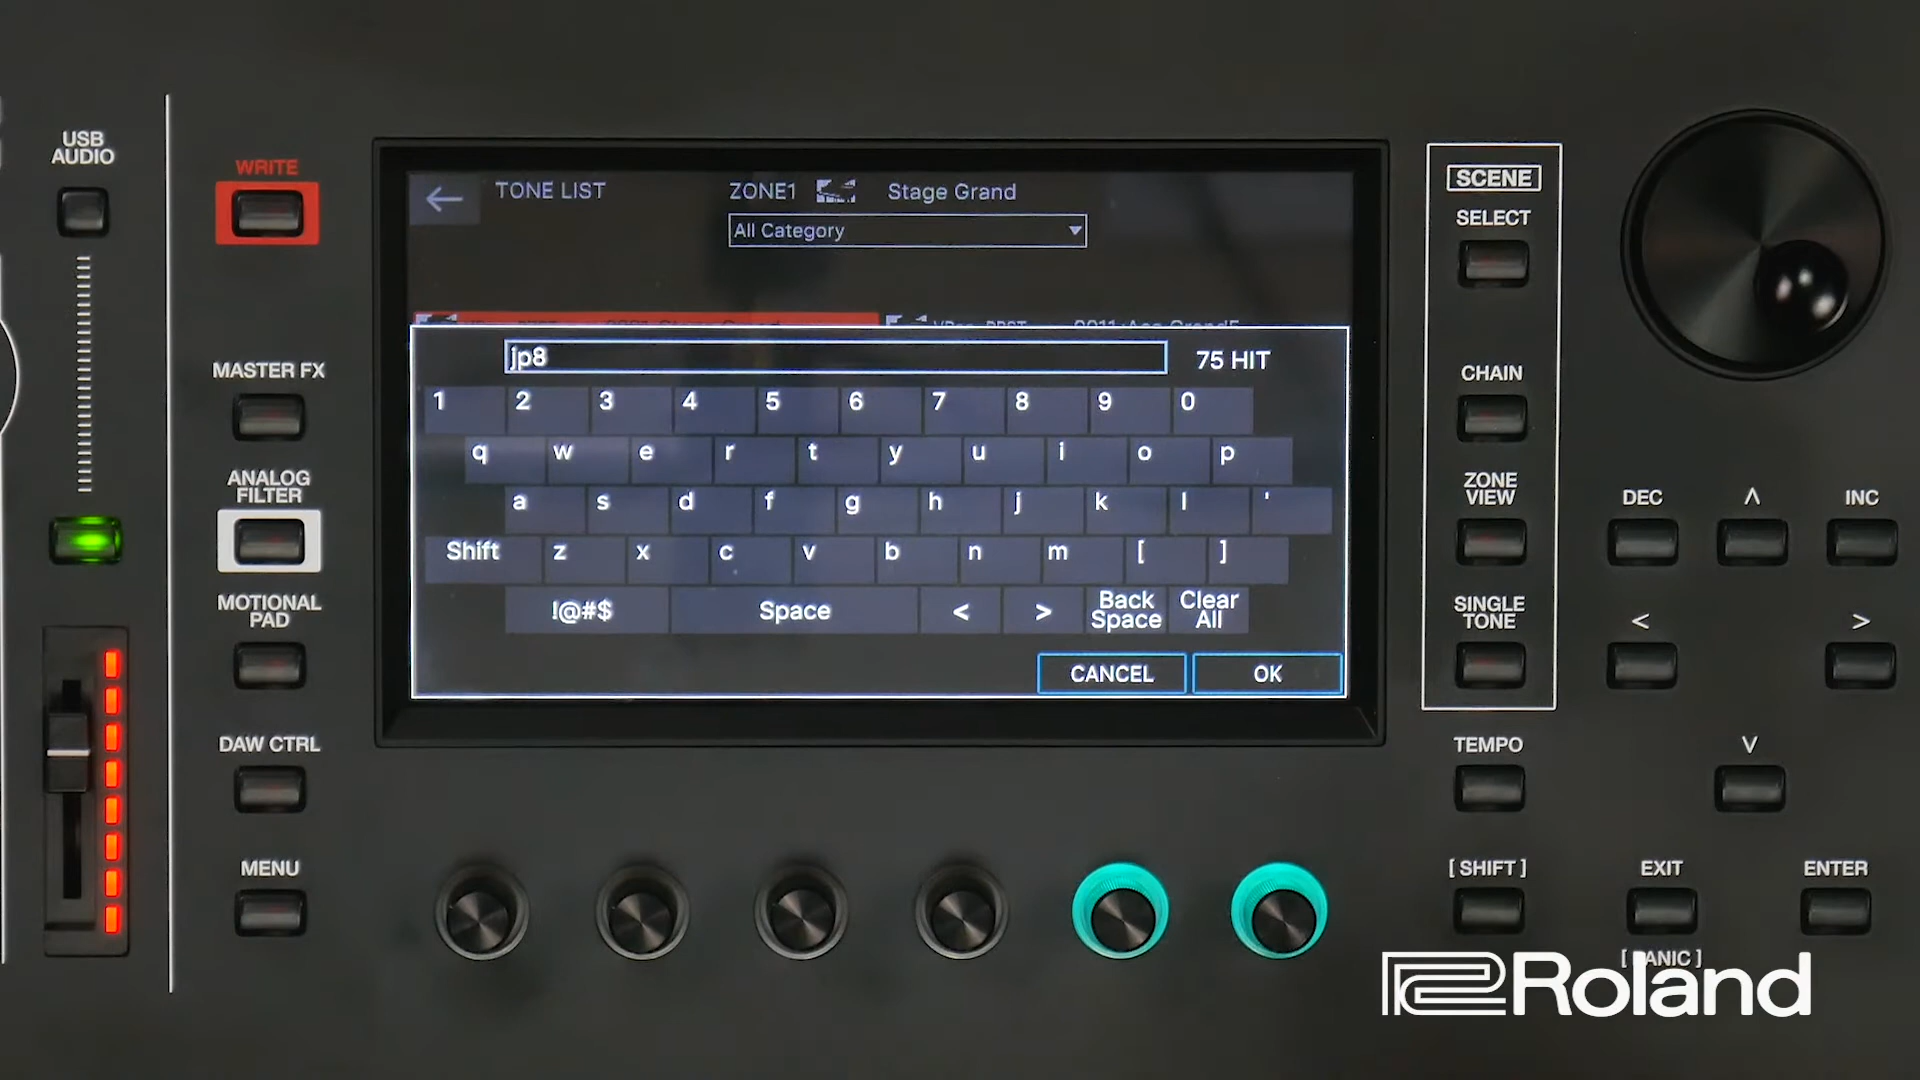 USB
AUDIO
WRITE
MASTER FX
ANALOG
FILTER
MOTIONAL
PAD
DAW CTRL
MENU
TONE LIST
ZONE1
Stage Grand
All Category
jp8
75 HIT
1 2 3 4 5 6 7 8 9 0
q w e r t y u i o p
a s d f g h j k l '
Shift z x c v b n m [ ]
!@#$ Space < > Back Space Clear All
CANCEL OK
SCENE
SELECT
CHAIN
ZONE
VIEW
SINGLE
TONE
TEMPO
[ SHIFT ]
DEC
INC
<
>
EXIT
ENTER
Roland